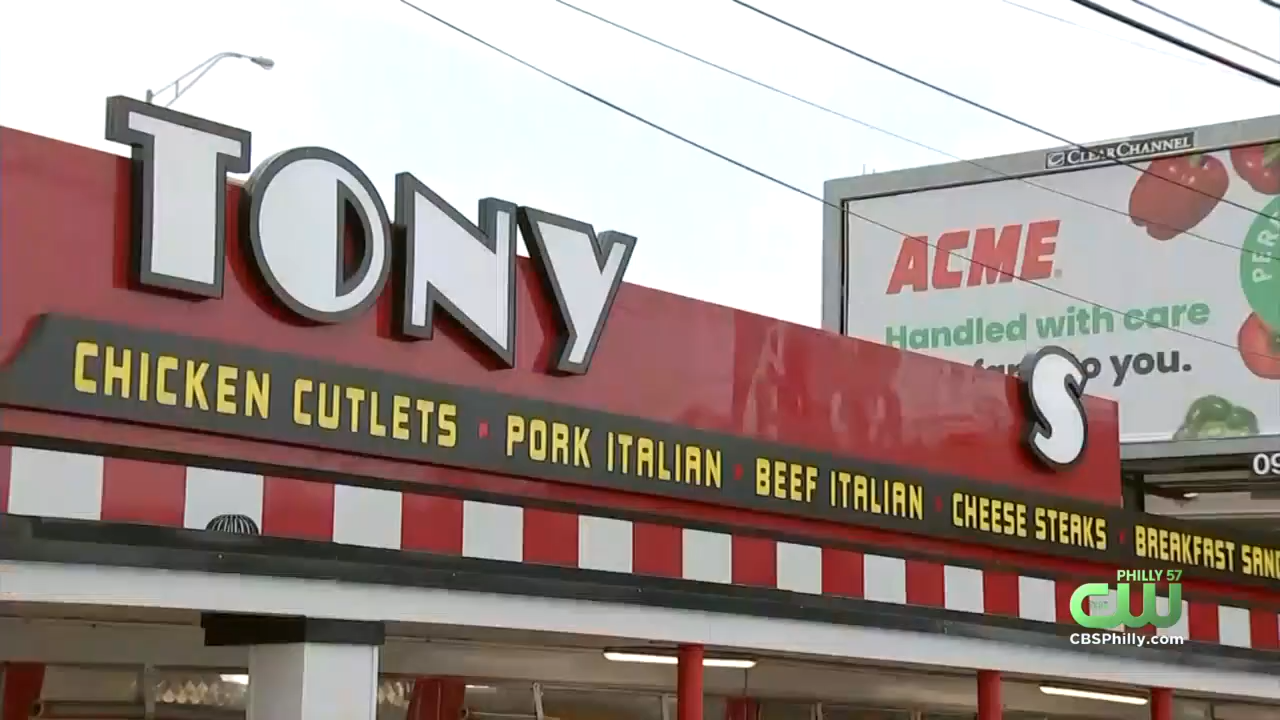 TONY S
CHICKEN CUTLETS · PORK ITALIAN · BEEF ITALIAN · CHEESE STEAKS · BREAKFAST
CLEAR CHANNEL
ACME
Handled with care
to you.
PHILLY 57
CW
CBSPhilly.com